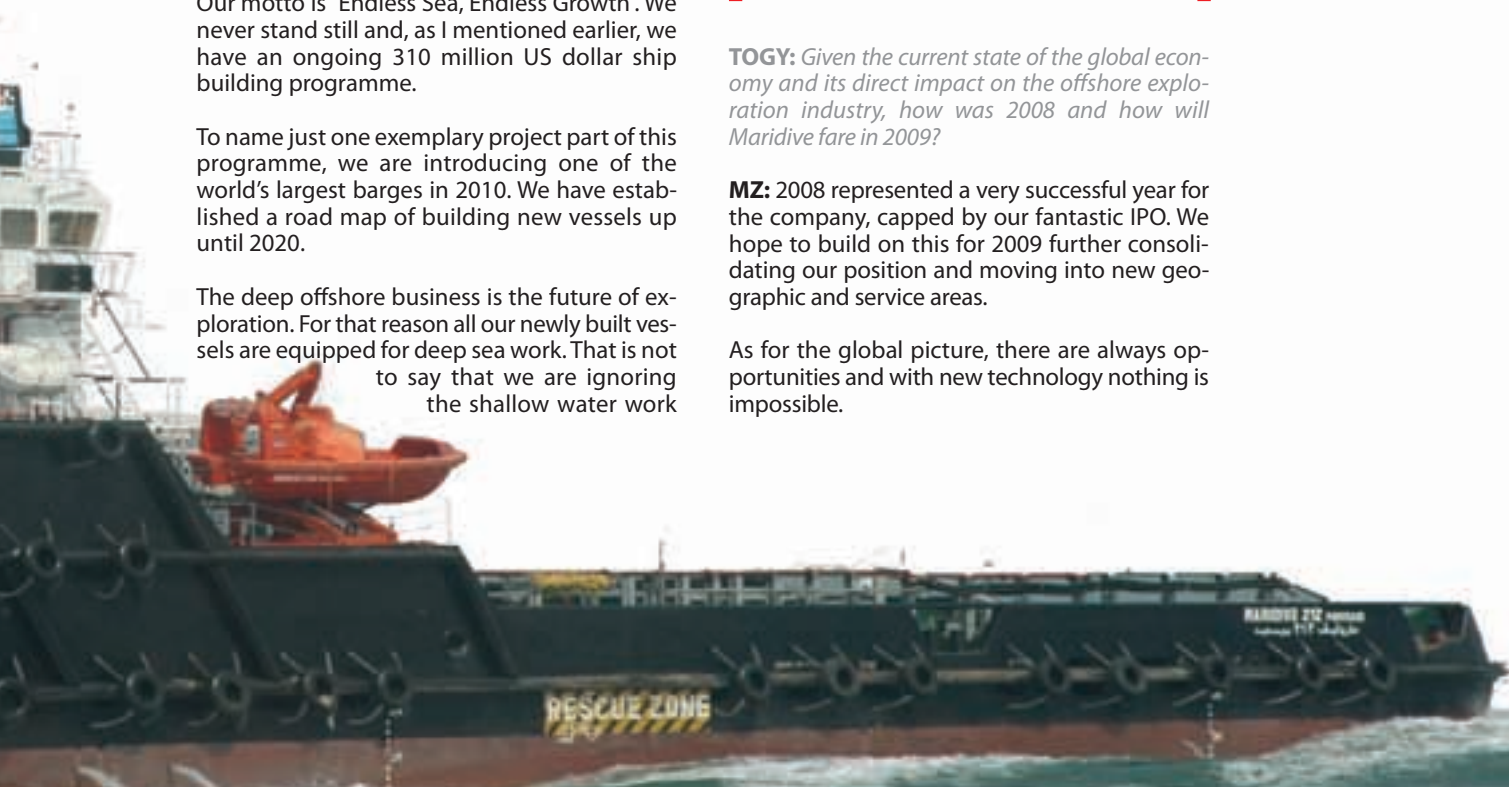 Our motto is 'Endless Sea, Endless Growth'. We
never stand still and, as I mentioned earlier, we
have an ongoing 310 million US dollar ship
building programme.
To name just one exemplary project part of this
programme, we are introducing one of the
world's largest barges in 2010. We have estab-
lished a road map of building new vessels up
until 2020.
The deep offshore business is the future of ex-
ploration. For that reason all our newly built ves-
sels are equipped for deep sea work. That is not
to say that we are ignoring
the shallow water work
TOGY: Given the current state of the global econ-
omy and its direct impact on the offshore explo-
ration industry, how was 2008 and how will
Maridive fare in 2009?
MZ: 2008 represented a very successful year for
the company, capped by our fantastic IPO. We
hope to build on this for 2009 further consoli-
dating our position and moving into new geo-
graphic and service areas.
As for the global picture, there are always op-
portunities and with new technology nothing is
impossible.
MARIDIVE 212
RESCUE ZONE